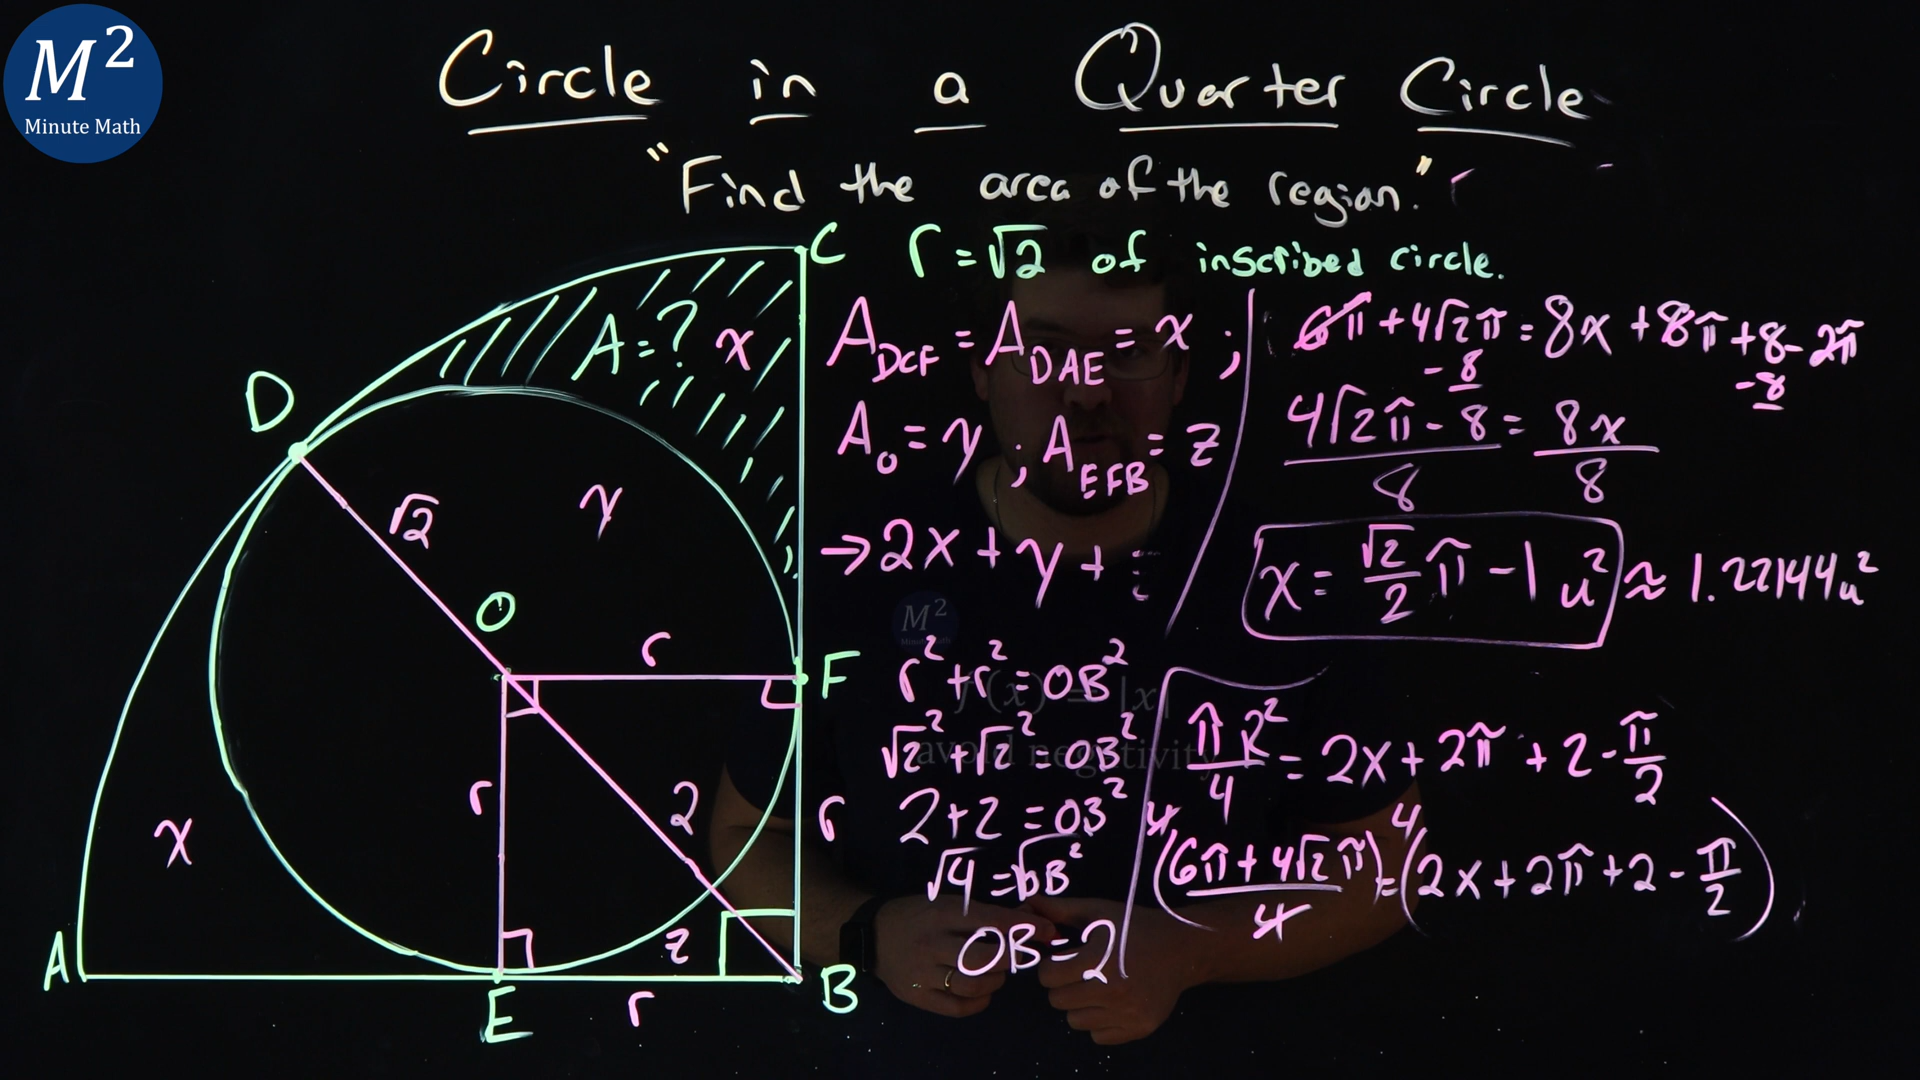 M²
Minute Math
Circle in a Quarter Circle
"Find the area of the region."
r = √2 of inscribed circle.
C
A = ? x
D
√2
y
O
r
F
r
2
r
x
z
A
E
r
B
A_DCF = A_DAE = x ;
A_O = y ; A_EFB = z
→ 2x + y +
M²
r² + r² = OB²
f(x) = |x|
avoid negativity
√2² + √2² = OB²
2 + 2 = OB²
√4 = √OB²
OB = 2
6π + 4√2π = 8x + 8π + 8 - 2π
-8 -8
4√2π - 8 = 8x
8 8
x = √2/2 π - 1 u² ≈ 1.22144u²
πR²/4 = 2x + 2π + 2 - π/2
4((6π + 4√2π)/4) = 4(2x + 2π + 2 - π/2)